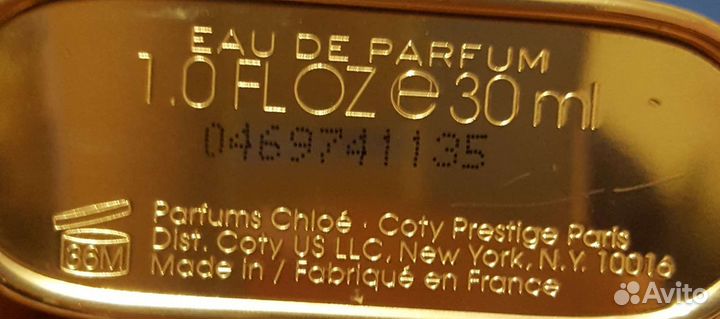 EAU DE PARFUM
1.0 FL OZ e 30 ml
0469741135
Parfums Chloé · Coty Prestige Paris
Dist. Coty US LLC, New York, N.Y. 10016
Made in / Fabriqué en France
36M
Avito